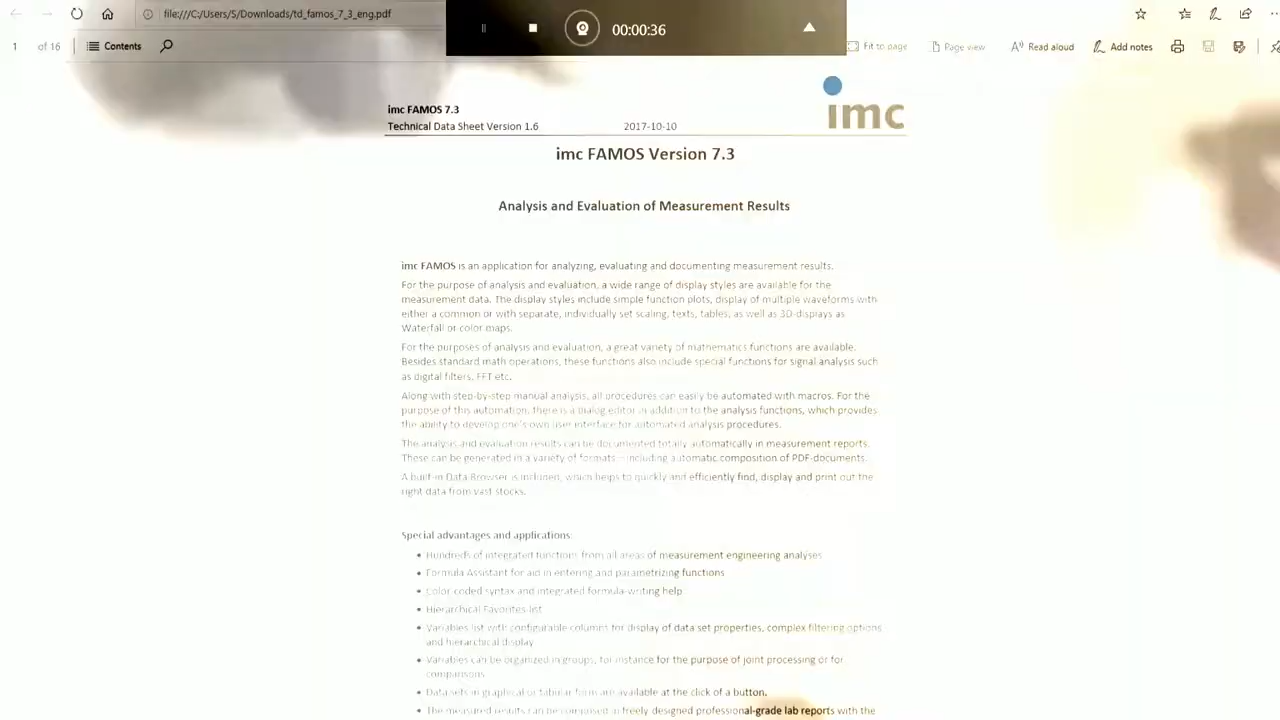 file:///C:/Users/S/Downloads/td_famos_7_3_eng.pdf
00:00:36
1 of 16
Contents
Fit to page
Page view
Read aloud
Add notes
imc
imc FAMOS 7.3
Technical Data Sheet Version 1.6 2017-10-10
imc FAMOS Version 7.3
Analysis and Evaluation of Measurement Results
imc FAMOS is an application for analyzing, evaluating and documenting measurement results.
For the purpose of analysis and evaluation, a wide range of display styles are available for the
measurement data. The display styles include simple function plots, display of multiple waveforms with
either a common or with separate, individually set scaling, texts, tables, as well as 3D-displays as
Waterfall or color maps.
For the purposes of analysis and evaluation, a great variety of mathematics functions are available.
Besides standard math operations, these functions also include special functions for signal analysis such
as digital filters, FFT etc.
Along with step-by-step manual analysis, all procedures can easily be automated with macros. For the
purpose of this automation, there is a dialog editor in addition to the analysis functions, which provides
the ability to develop one's own user interface for automated analysis procedures.
The analysis and evaluation results can be documented totally automatically in measurement reports.
These can be generated in a variety of formats – including automatic composition of PDF-documents.
A built-in Data Browser is included, which helps to quickly and efficiently find, display and print out the
right data from vast stocks.
Special advantages and applications:
• Hundreds of integrated functions from all areas of measurement engineering analyses
• Formula Assistant for aid in entering and parametrizing functions
• Color-coded syntax and integrated formula-writing help
• Hierarchical Favorites-list
• Variables list with configurable columns for display of data set properties, complex filtering options
and hierarchical display
• Variables can be organized in groups, for instance for the purpose of joint processing or for
comparisons
• Data sets in graphical or tabular form are available at the click of a button.
• The measured results can be composed in freely designed professional-grade lab reports with the